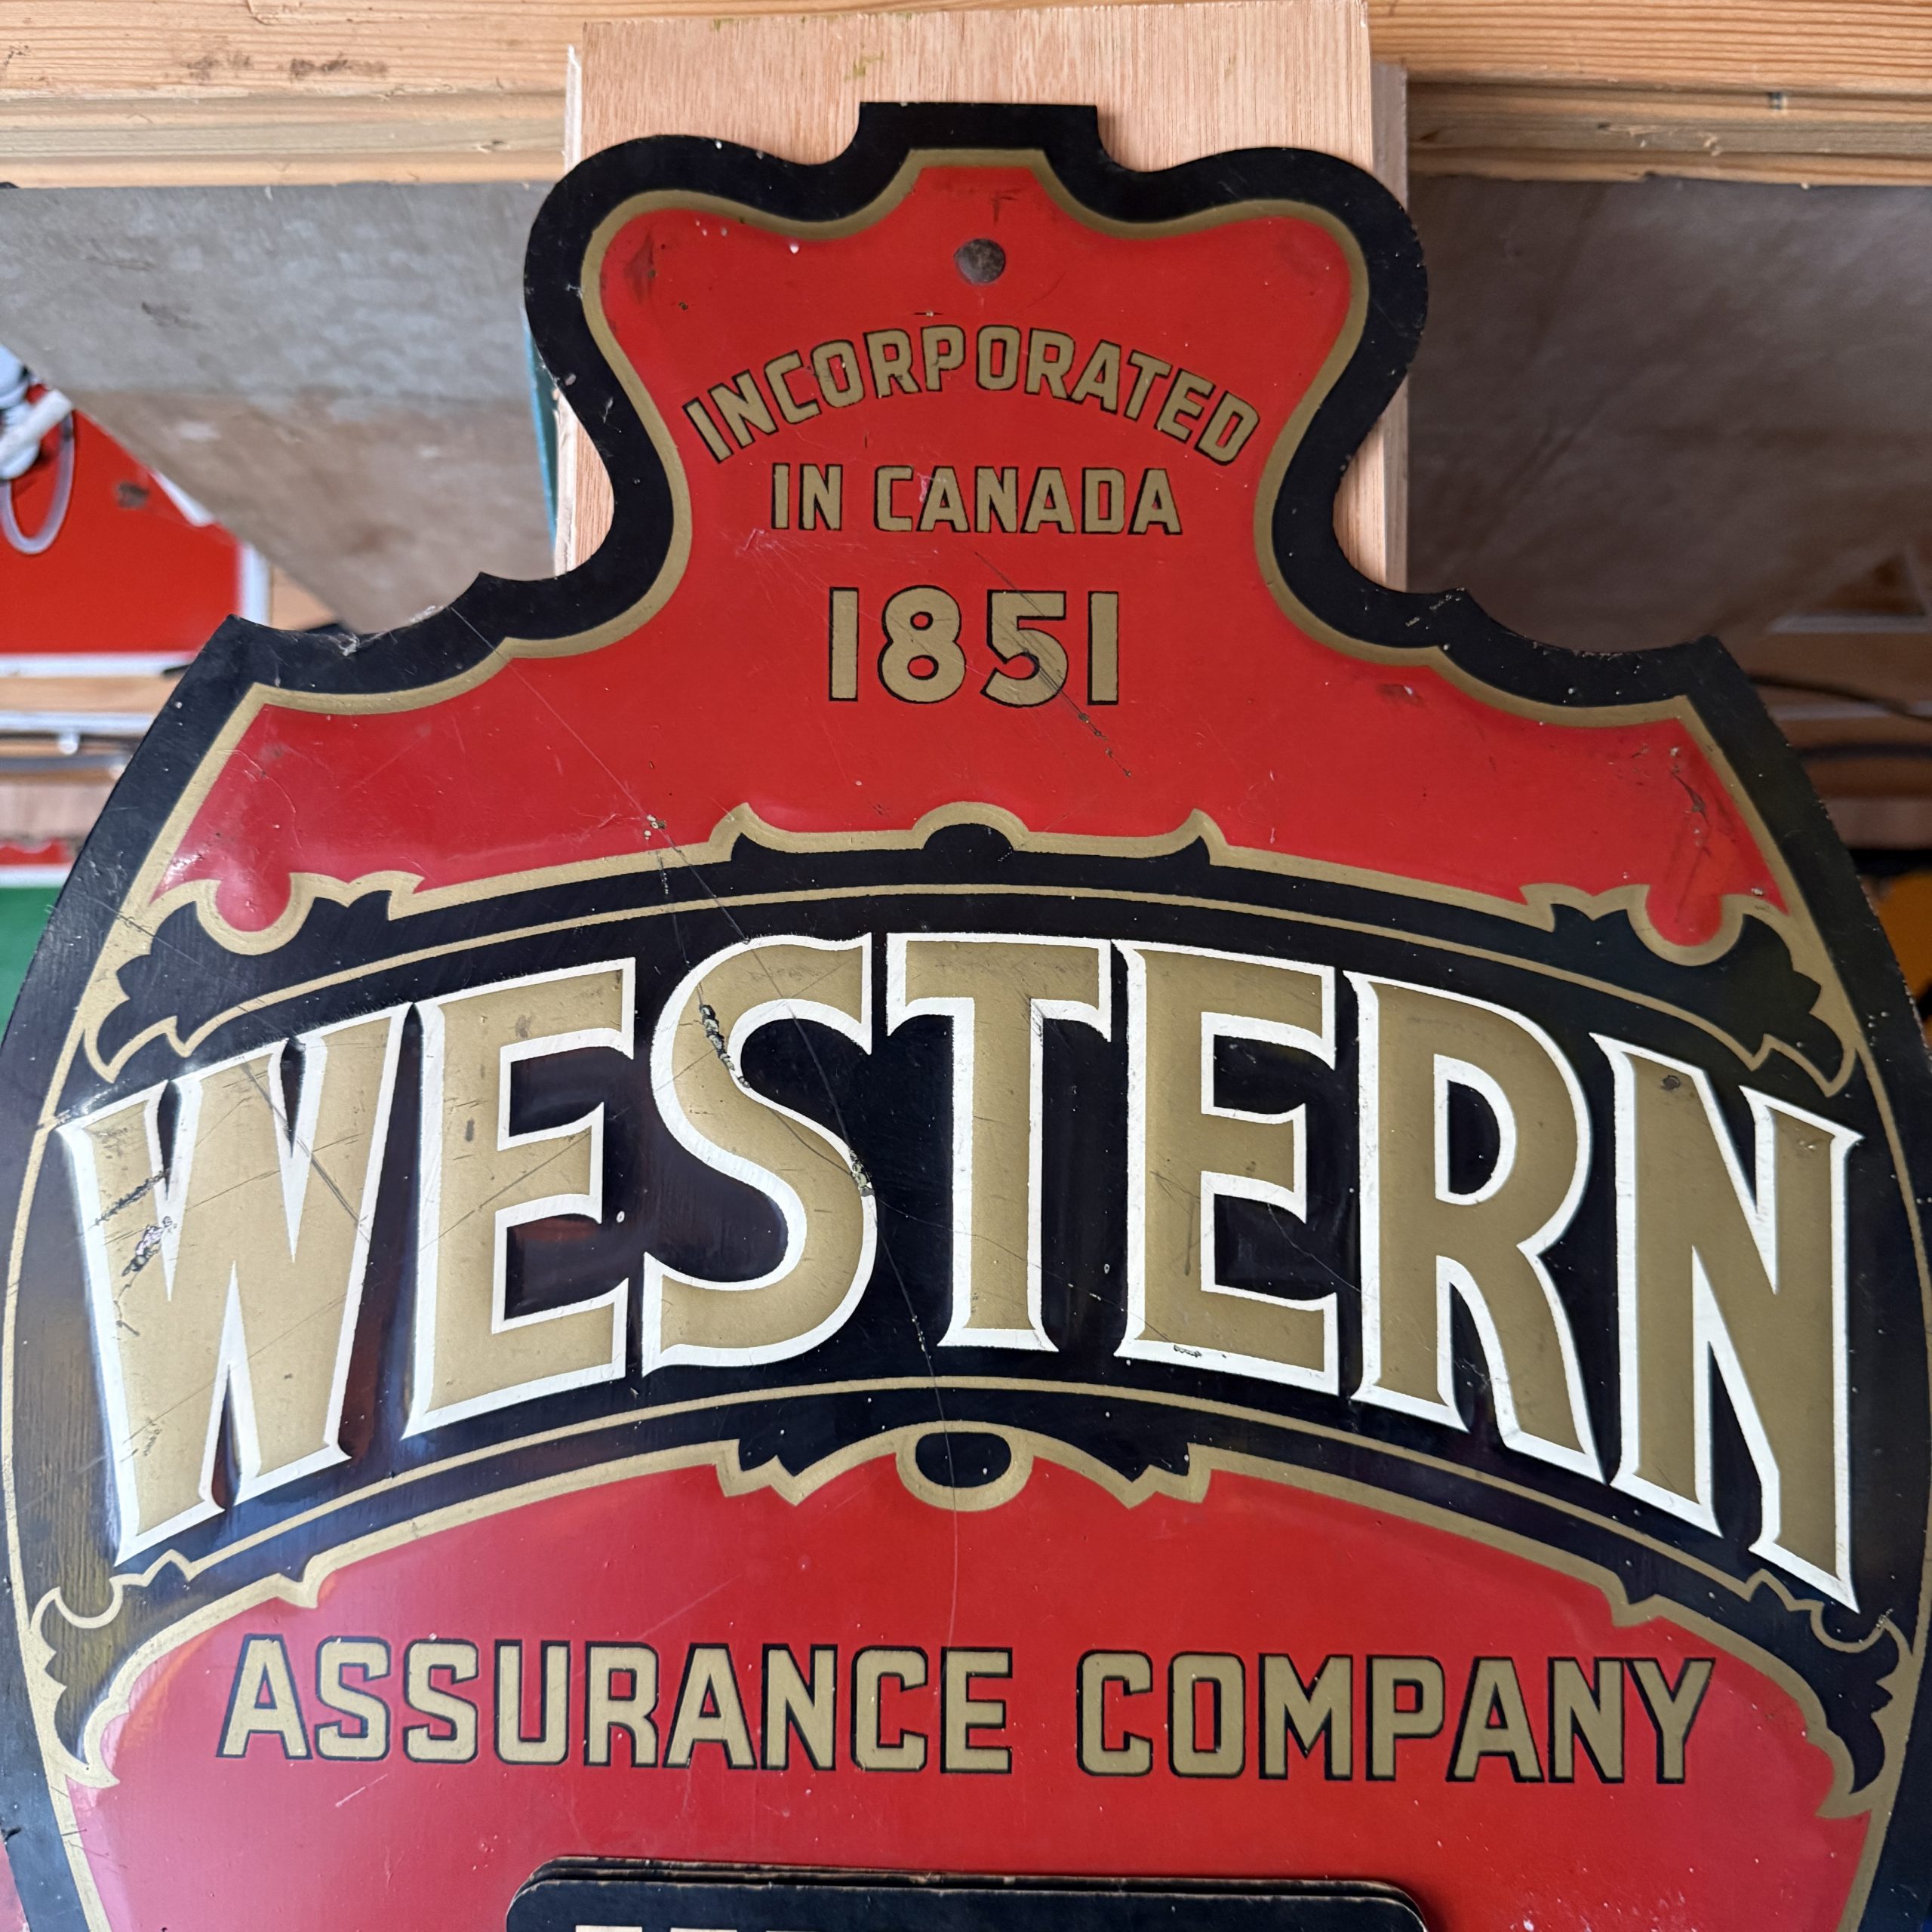 INCORPORATED
IN CANADA
1851
WESTERN
ASSURANCE COMPANY